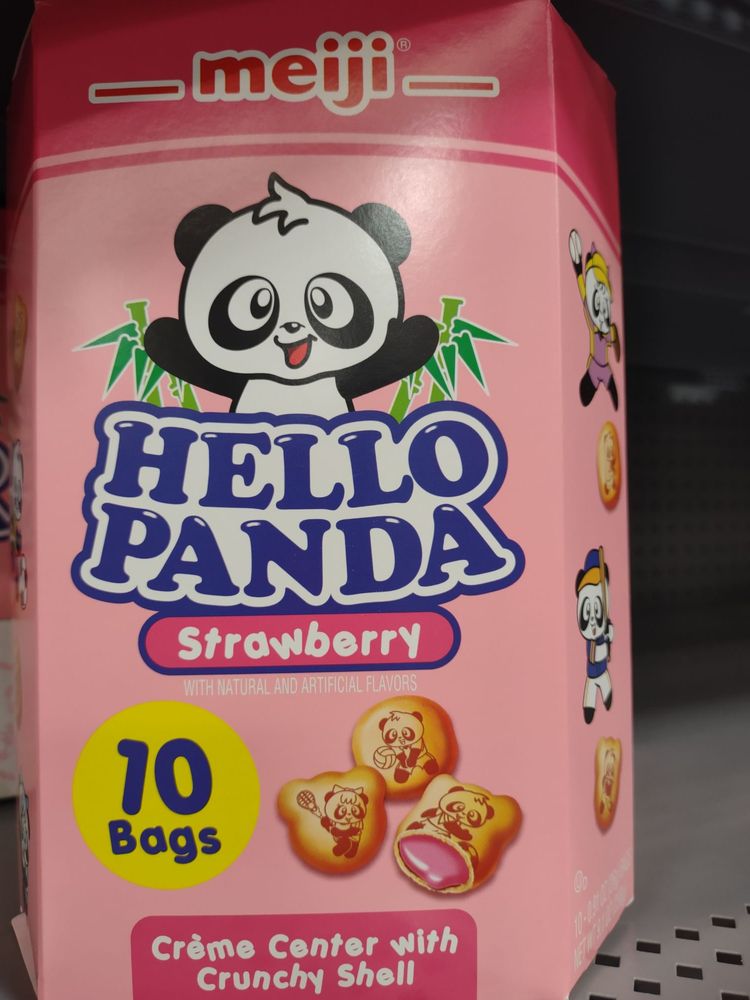 meiji®
HELLO
PANDA
Strawberry
WITH NATURAL AND ARTIFICIAL FLAVORS
10
Bags
Crème Center with
Crunchy Shell